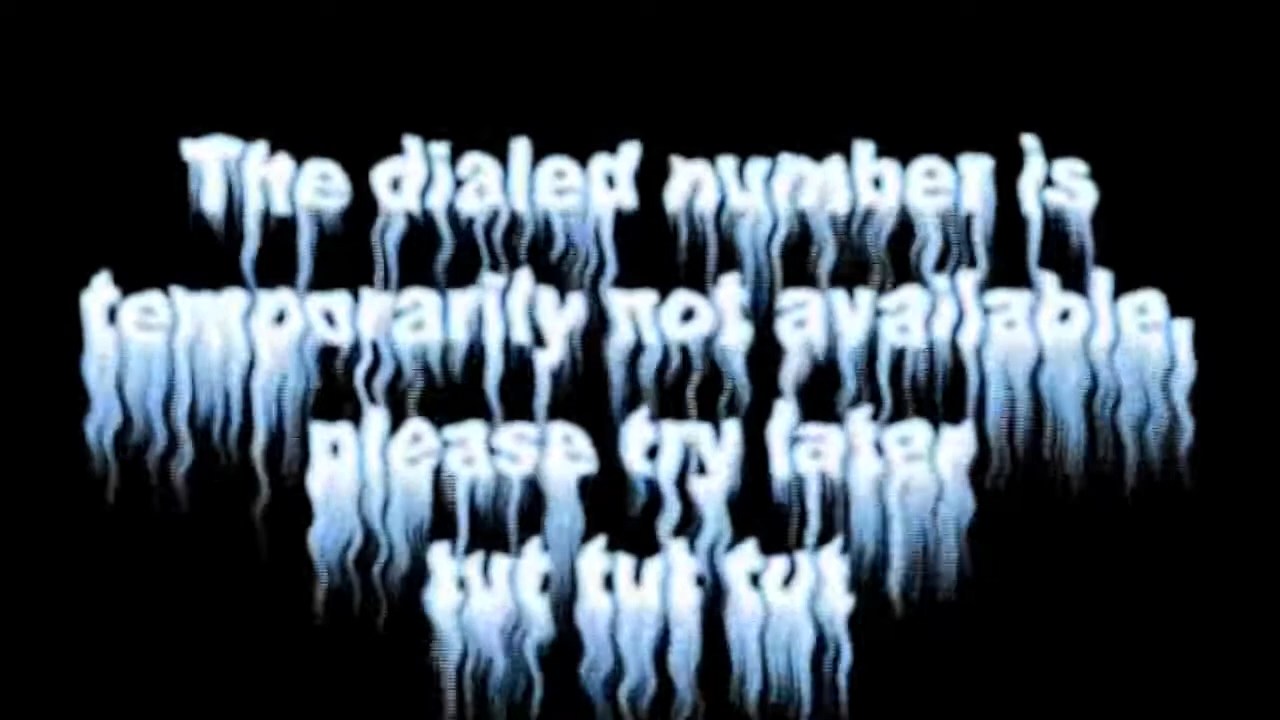 The dialed number is
temporarily not available,
please try later
tut tut tut